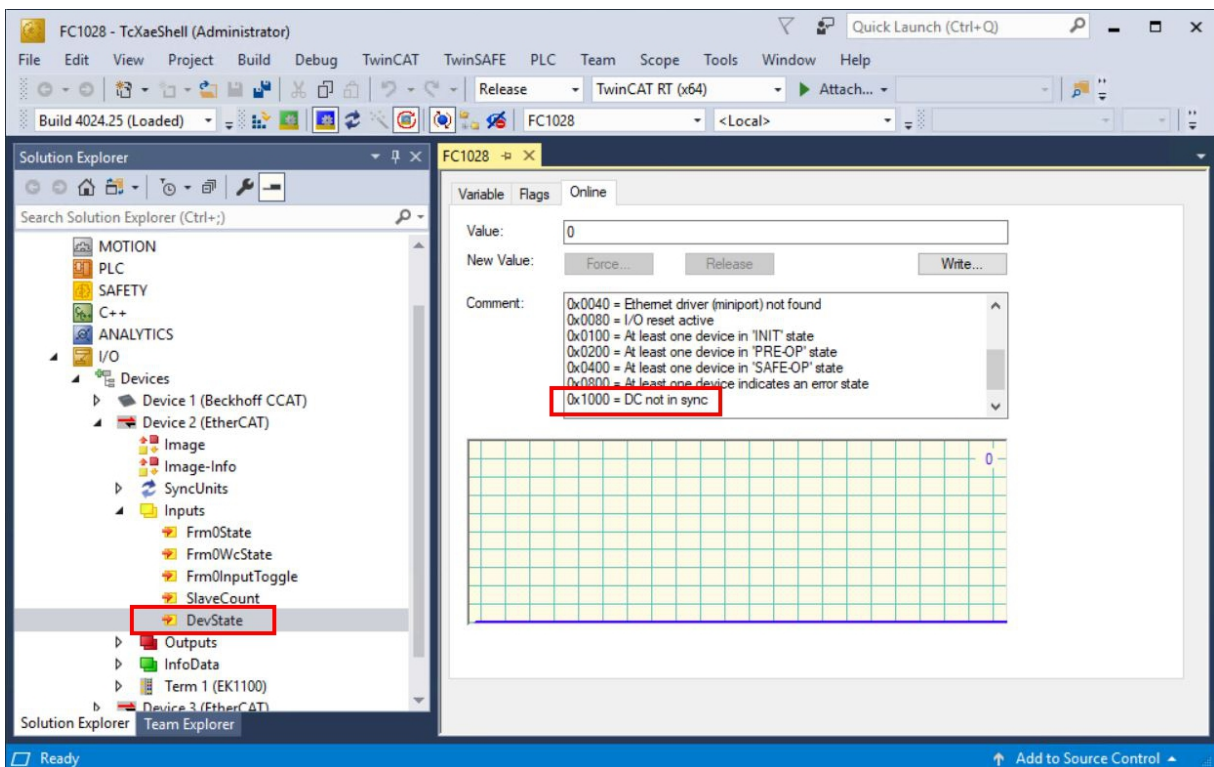 FC1028 - TcXaeShell (Administrator)
Quick Launch (Ctrl+Q)
File Edit View Project Build Debug TwinCAT TwinSAFE PLC Team Scope Tools Window Help
Release TwinCAT RT (x64) Attach...
Build 4024.25 (Loaded) FC1028 <Local>
Solution Explorer
Search Solution Explorer (Ctrl+;)
MOTION
PLC
SAFETY
C++
ANALYTICS
I/O
Devices
Device 1 (Beckhoff CCAT)
Device 2 (EtherCAT)
Image
Image-Info
SyncUnits
Inputs
Frm0State
Frm0WcState
Frm0InputToggle
SlaveCount
DevState
Outputs
InfoData
Term 1 (EK1100)
Device 3 (EtherCAT)
Solution Explorer Team Explorer
FC1028
Variable Flags Online
Value: 0
New Value: Force... Release Write...
Comment:
0x0040 = Ethernet driver (miniport) not found
0x0080 = I/O reset active
0x0100 = At least one device in 'INIT' state
0x0200 = At least one device in 'PRE-OP' state
0x0400 = At least one device in 'SAFE-OP' state
0x0800 = At least one device indicates an error state
0x1000 = DC not in sync
0
Ready Add to Source Control